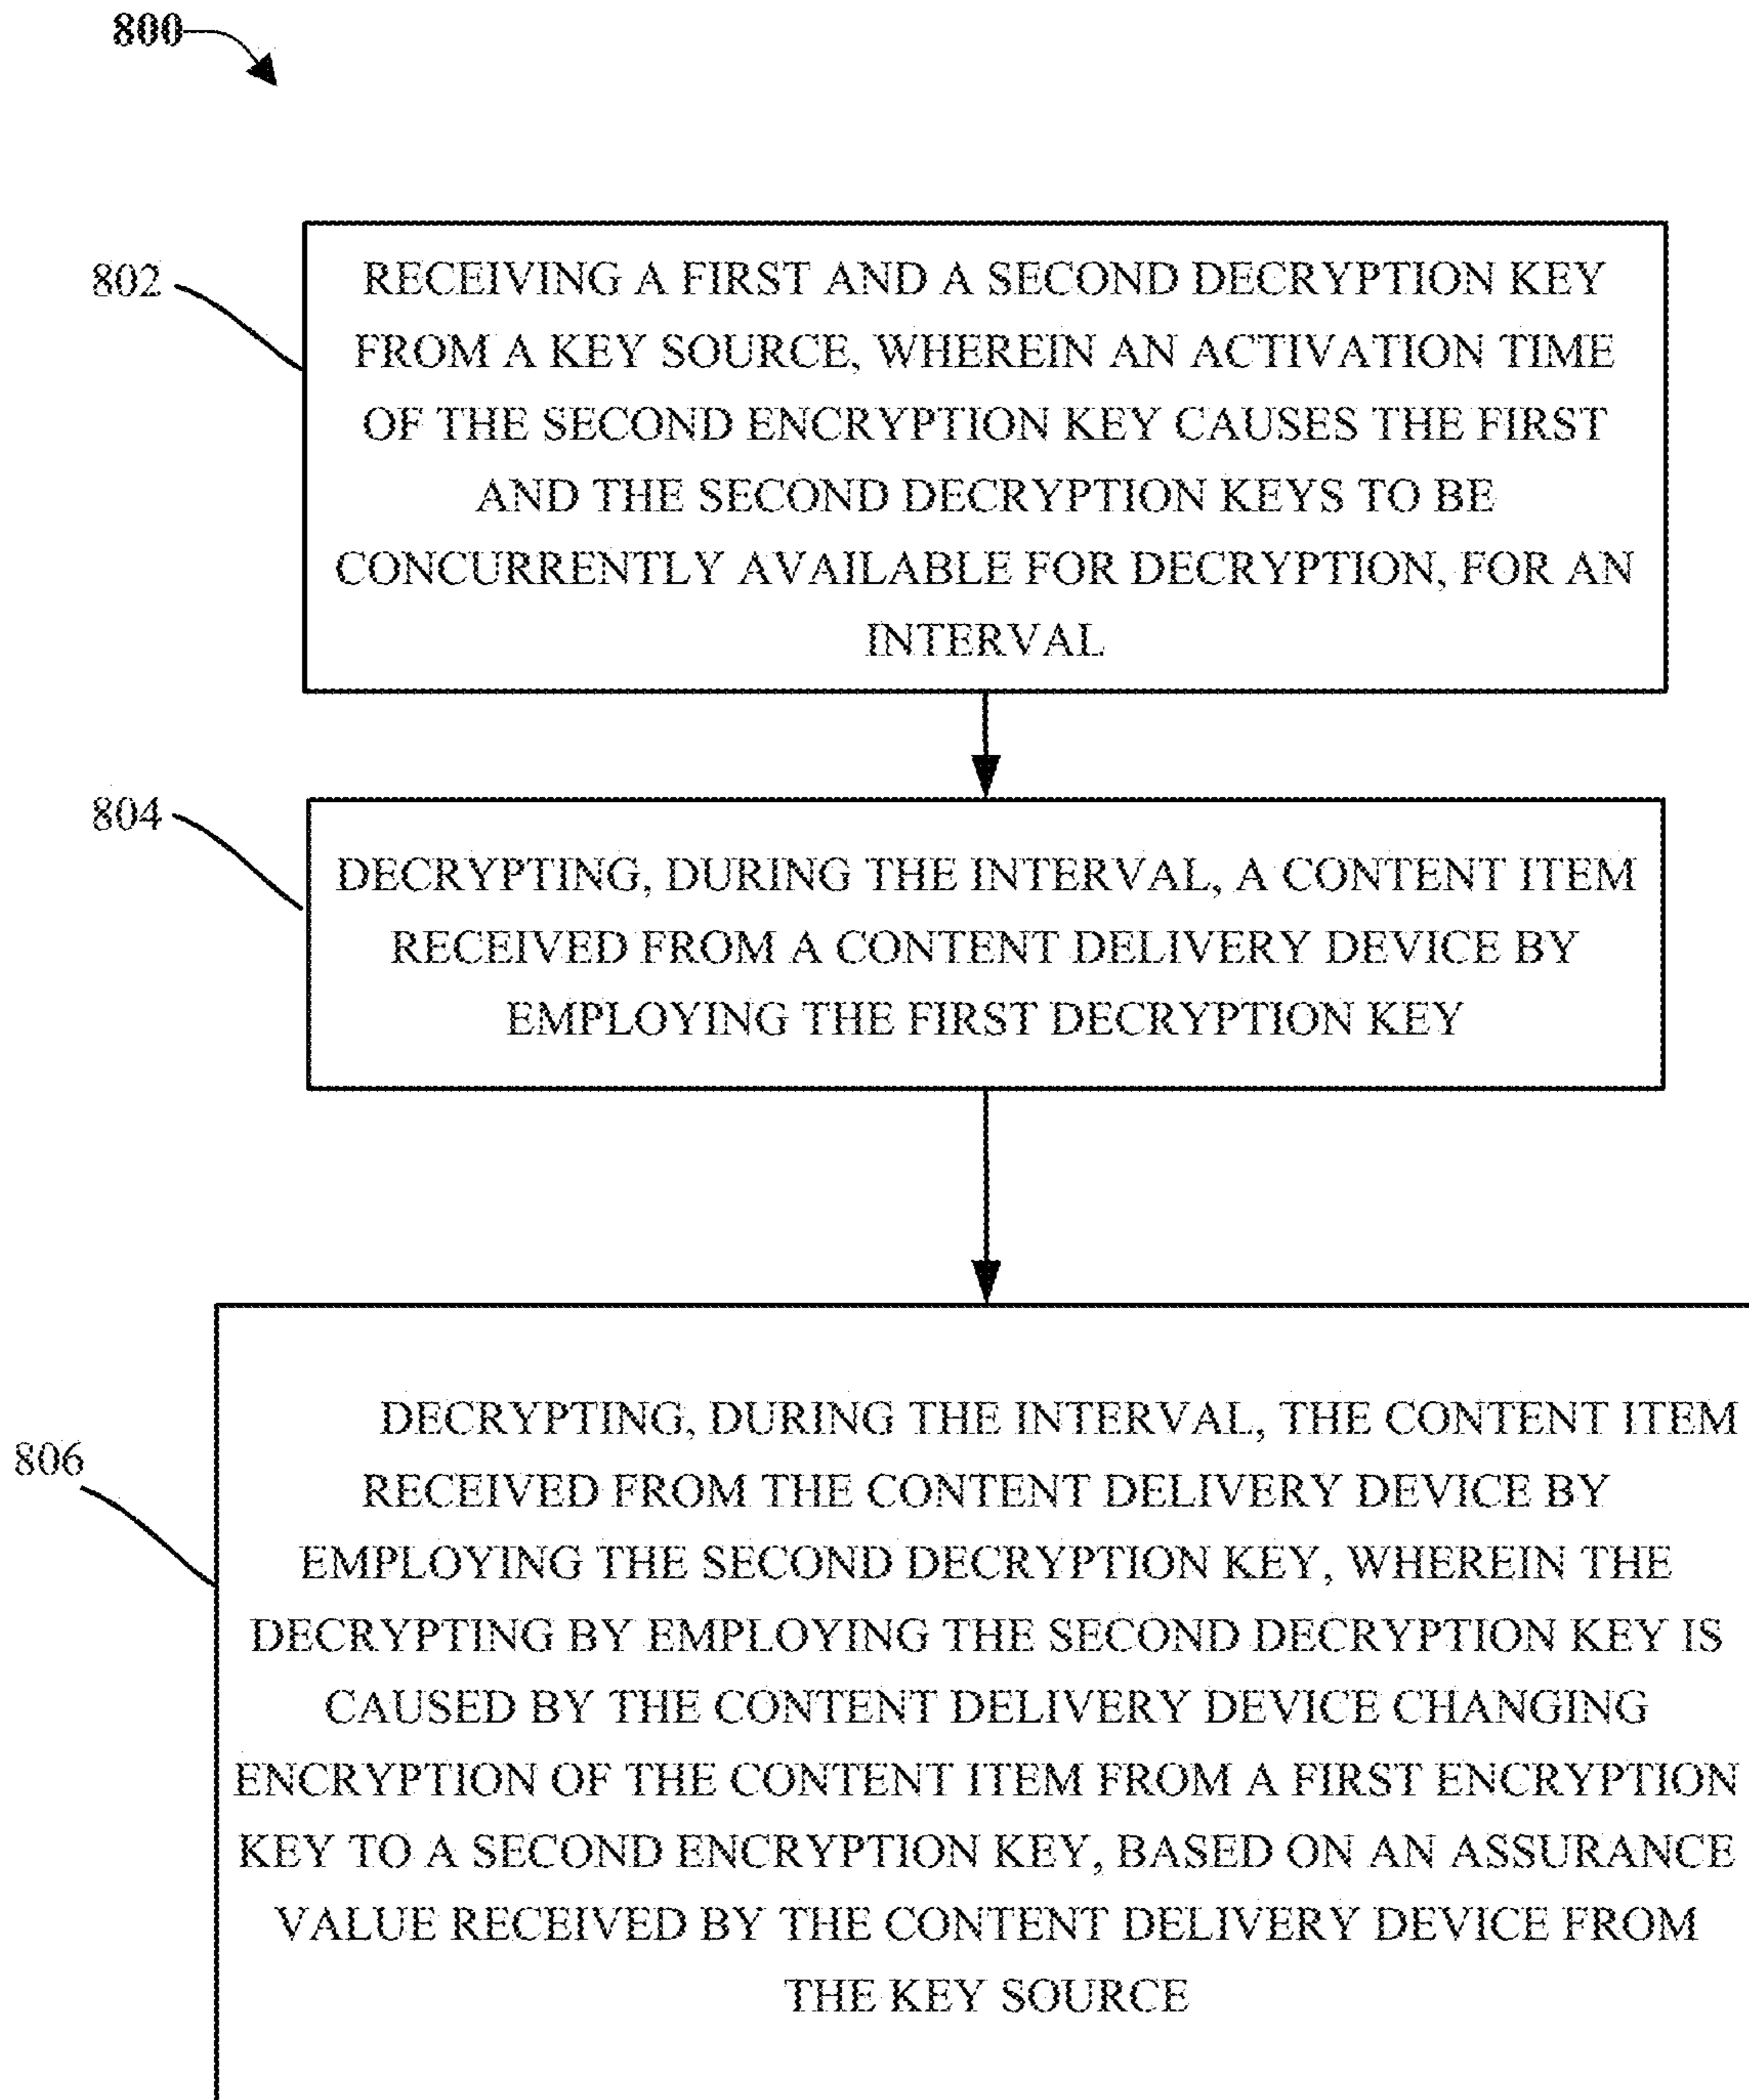 800
802
RECEIVING A FIRST AND A SECOND DECRYPTION KEY
FROM A KEY SOURCE, WHEREIN AN ACTIVATION TIME
OF THE SECOND ENCRYPTION KEY CAUSES THE FIRST
AND THE SECOND DECRYPTION KEYS TO BE
CONCURRENTLY AVAILABLE FOR DECRYPTION, FOR AN
INTERVAL
804
DECRYPTING, DURING THE INTERVAL, A CONTENT ITEM
RECEIVED FROM A CONTENT DELIVERY DEVICE BY
EMPLOYING THE FIRST DECRYPTION KEY
806
DECRYPTING, DURING THE INTERVAL, THE CONTENT ITEM
RECEIVED FROM THE CONTENT DELIVERY DEVICE BY
EMPLOYING THE SECOND DECRYPTION KEY, WHEREIN THE
DECRYPTING BY EMPLOYING THE SECOND DECRYPTION KEY IS
CAUSED BY THE CONTENT DELIVERY DEVICE CHANGING
ENCRYPTION OF THE CONTENT ITEM FROM A FIRST ENCRYPTION
KEY TO A SECOND ENCRYPTION KEY, BASED ON AN ASSURANCE
VALUE RECEIVED BY THE CONTENT DELIVERY DEVICE FROM
THE KEY SOURCE